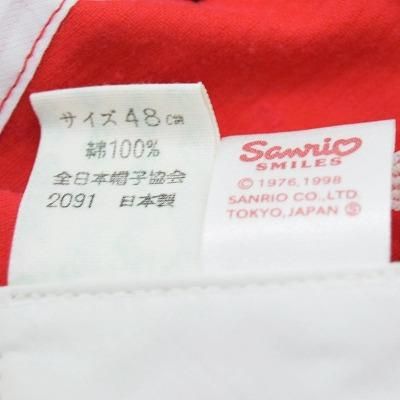 サイズ48cm
綿100%
全日本帽子協会
2091 日本製
Sanrio
SMILES
© 1976, 1998
SANRIO CO., LTD.
TOKYO, JAPAN Ⓢ